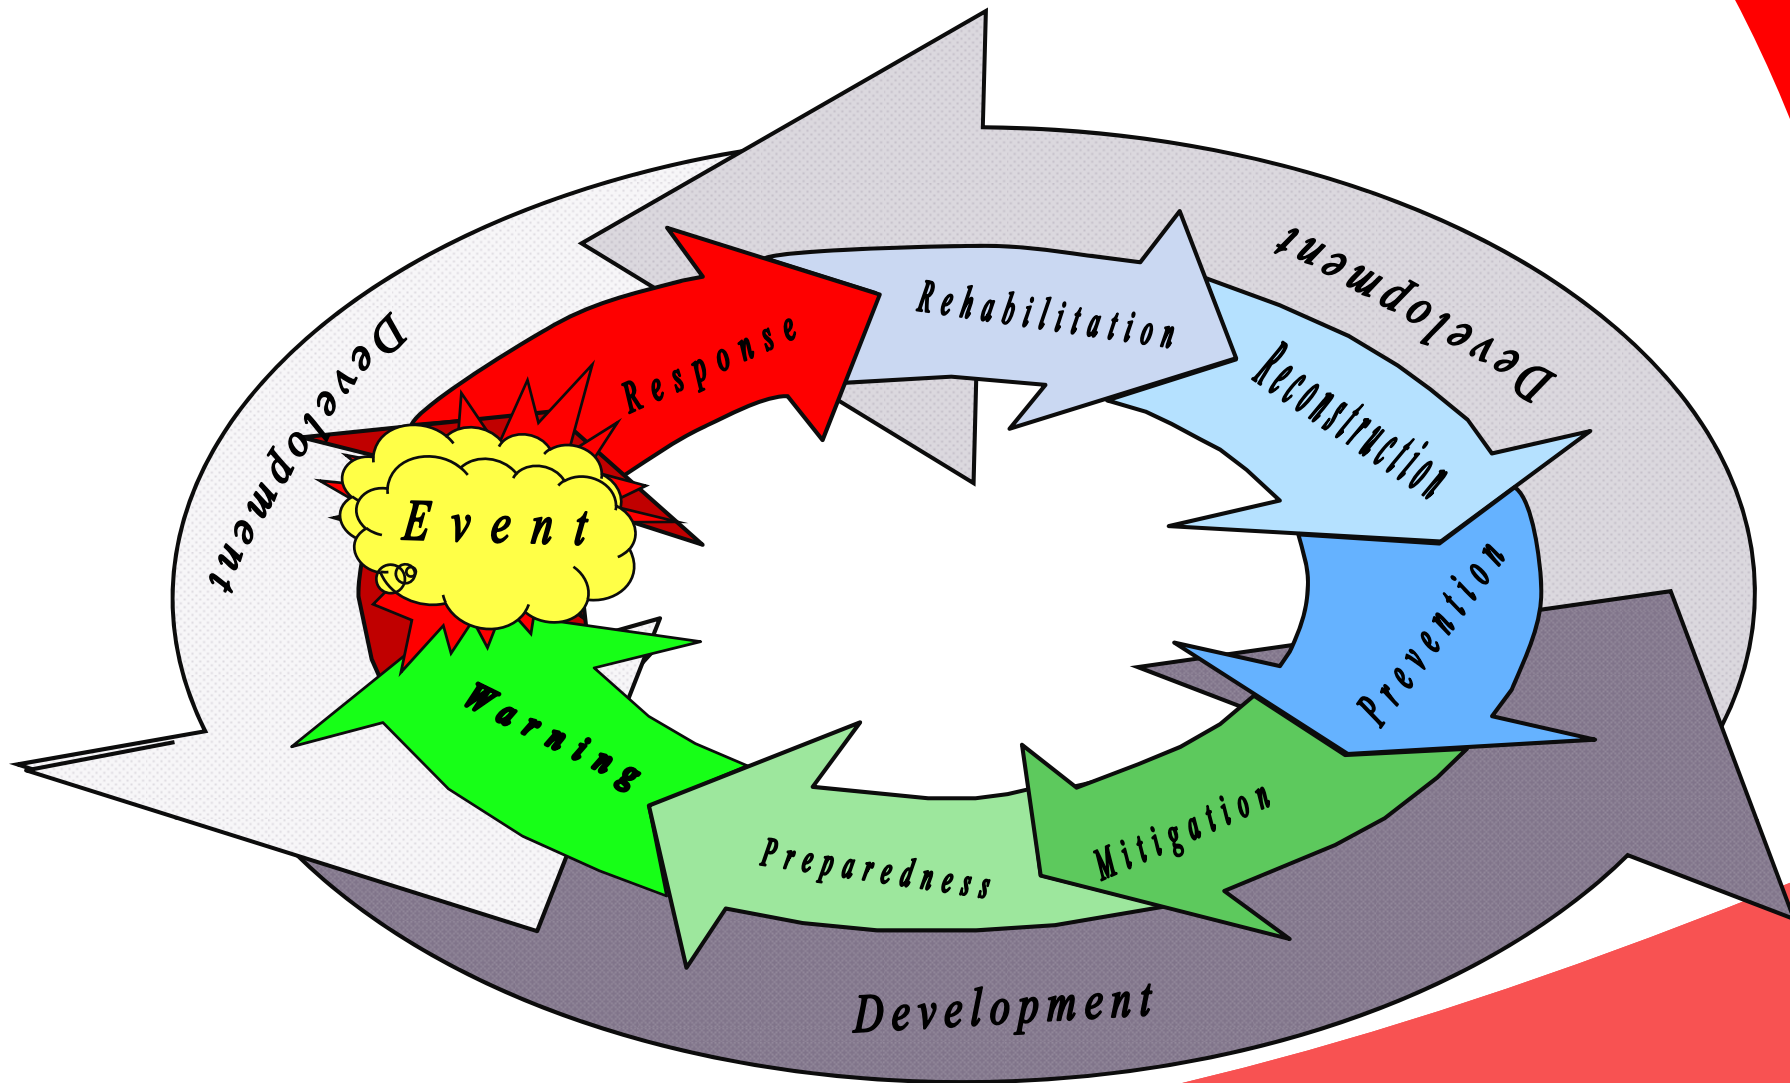 Development
Rehabilitation
Response
Reconstruction
Development
Event
Prevention
Warning
Mitigation
Preparedness
Development